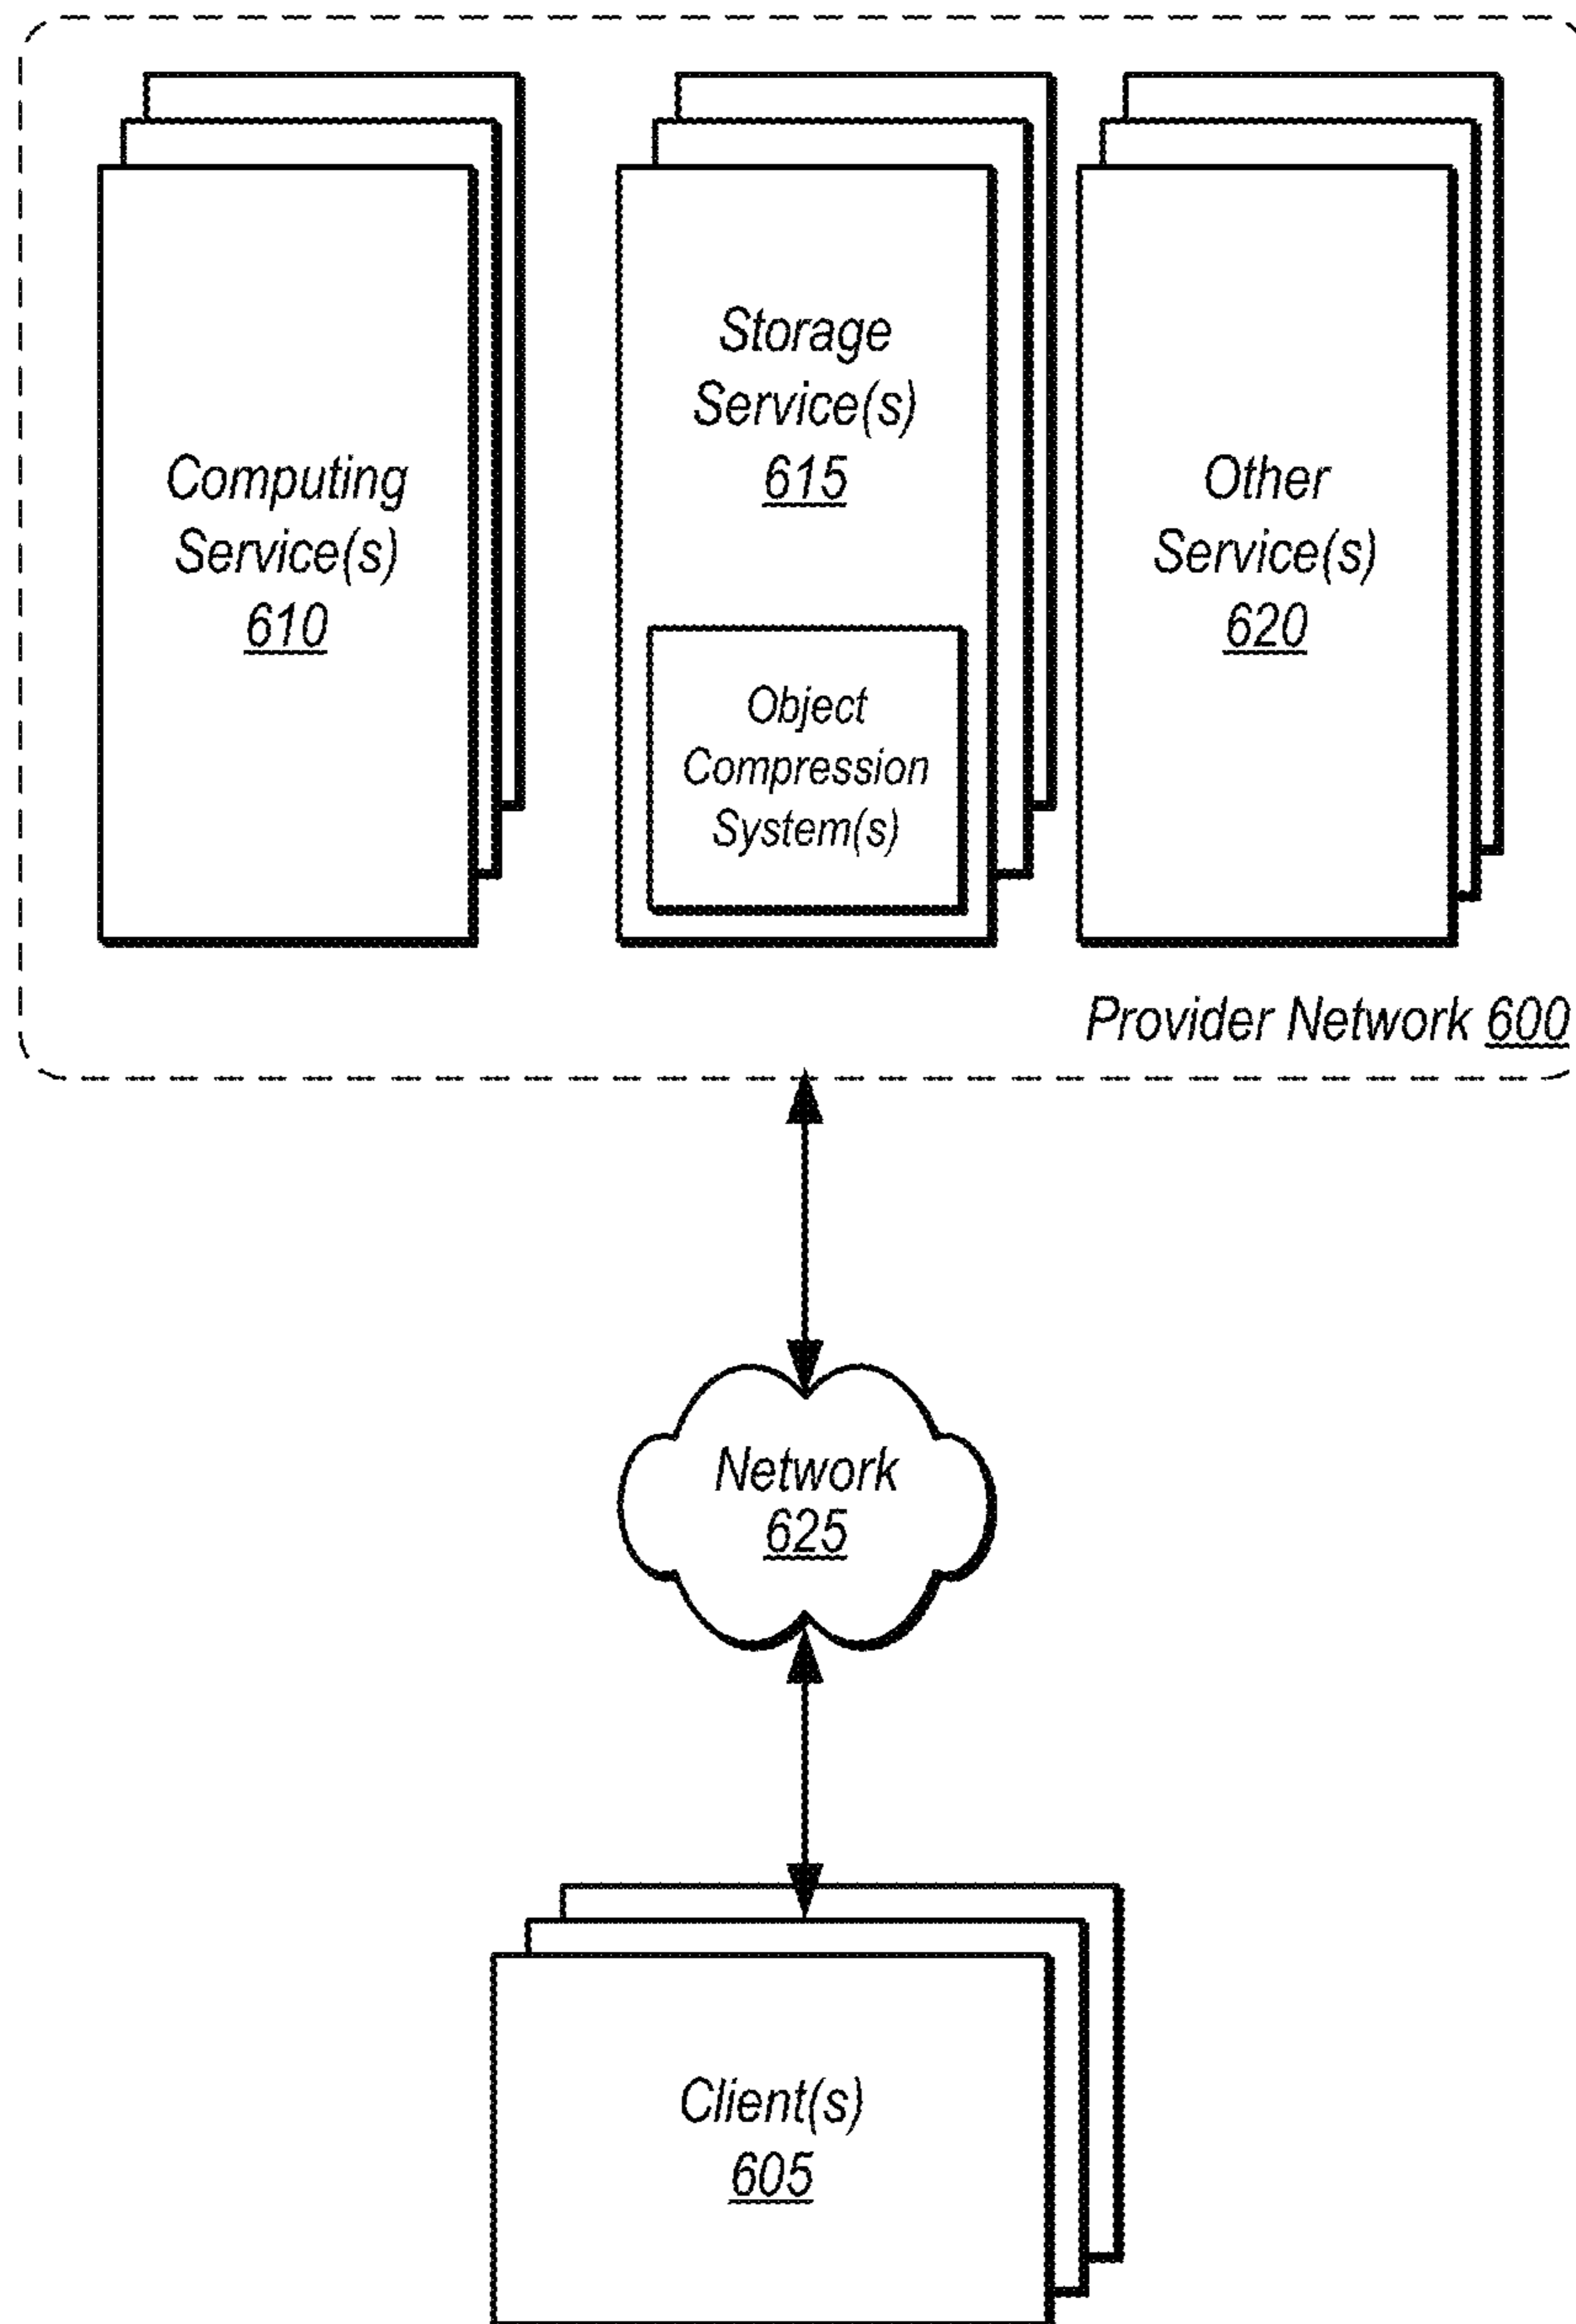 Computing
Service(s)
610
Storage
Service(s)
615
Object
Compression
System(s)
Other
Service(s)
620
Provider Network 600
Network
625
Client(s)
605